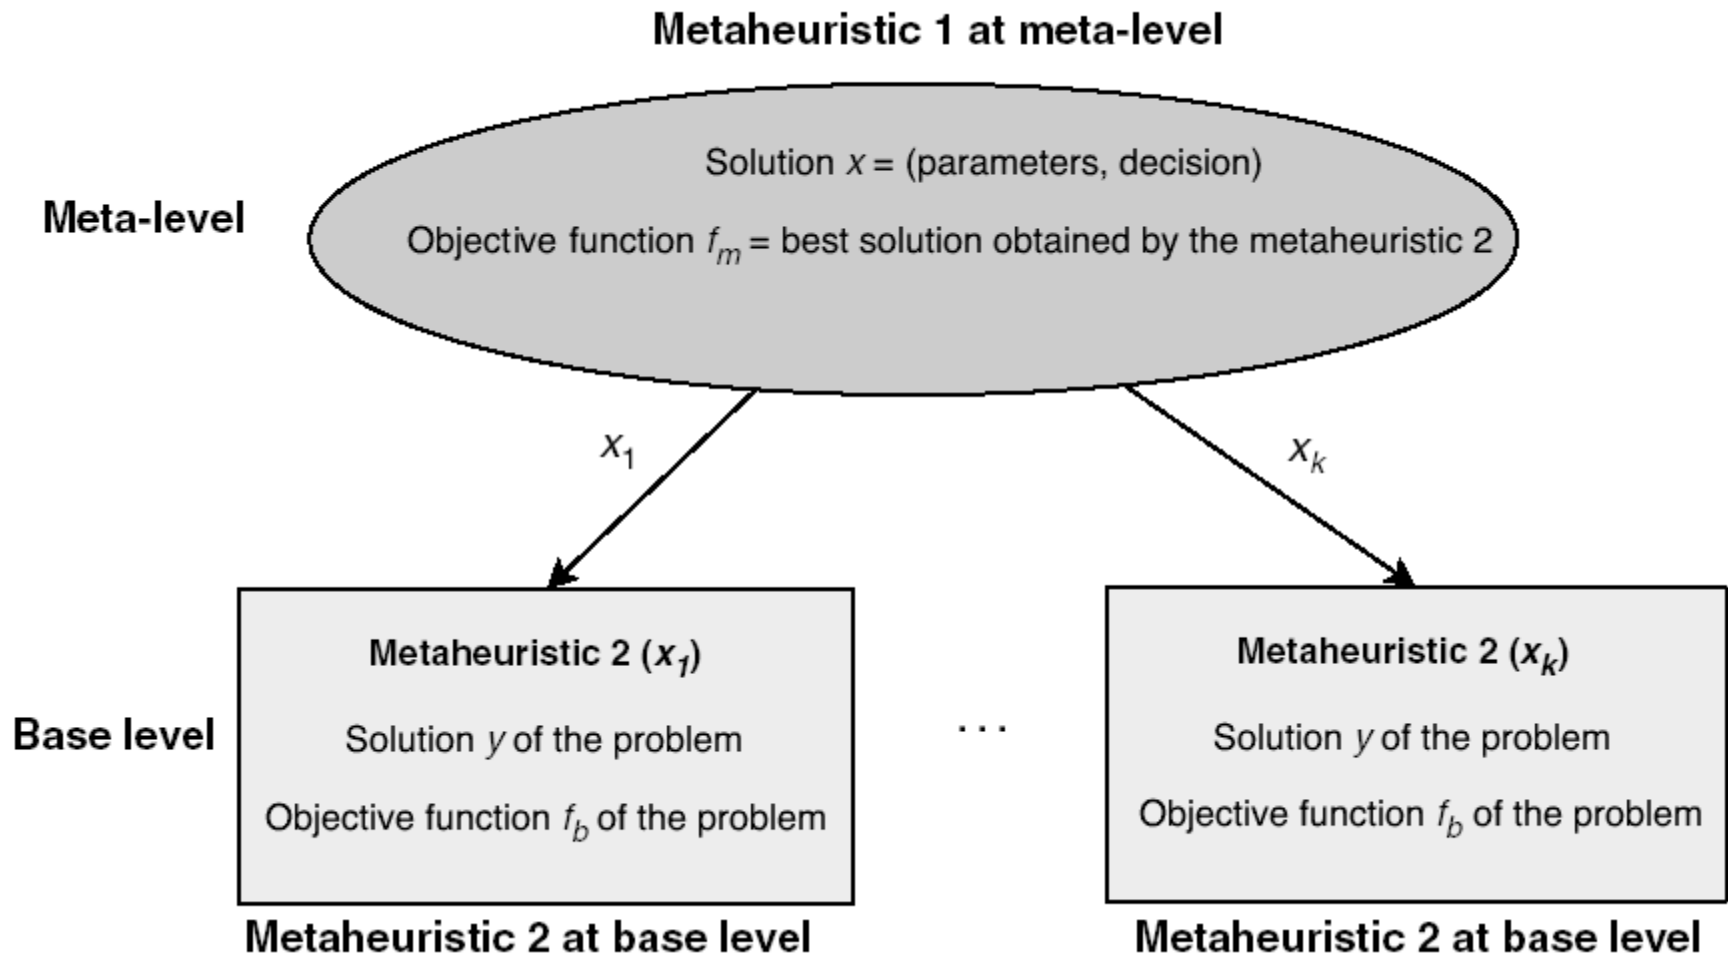 Metaheuristic 1 at meta-level
Solution x = (parameters, decision)
Meta-level
Objective function fm = best solution obtained by the metaheuristic 2
x1
xk
Metaheuristic 2 (x1)
Solution y of the problem
Objective function fb of the problem
Metaheuristic 2 at base level
Base level
...
Metaheuristic 2 (xk)
Solution y of the problem
Objective function fb of the problem
Metaheuristic 2 at base level